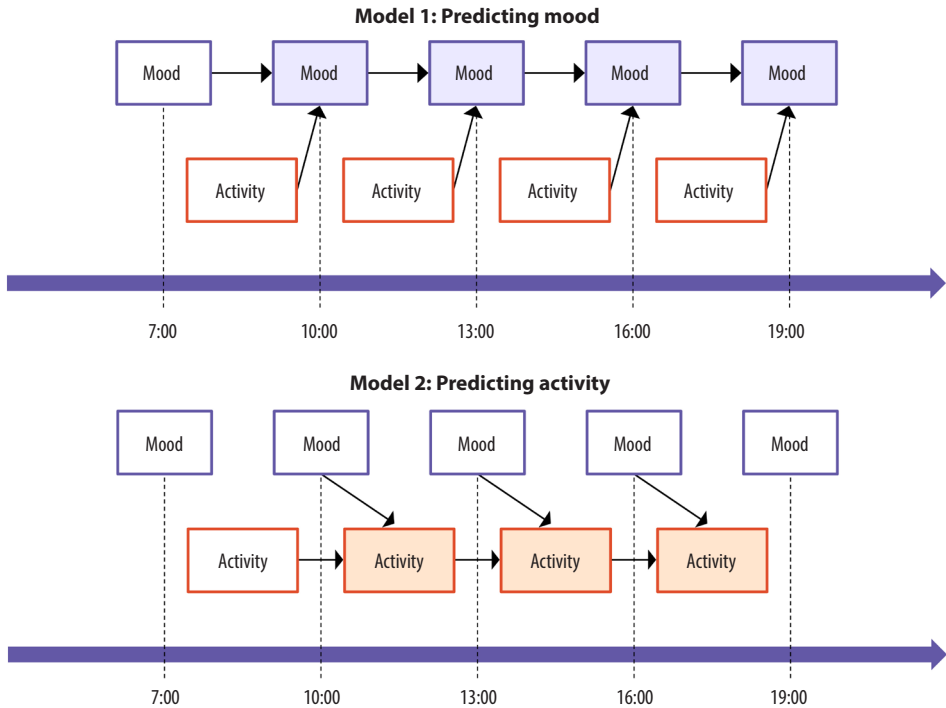 Model 1: Predicting mood
Mood Mood Mood Mood Mood
Activity Activity Activity Activity
7:00 10:00 13:00 16:00 19:00
Model 2: Predicting activity
Mood Mood Mood Mood Mood
Activity Activity Activity Activity
7:00 10:00 13:00 16:00 19:00